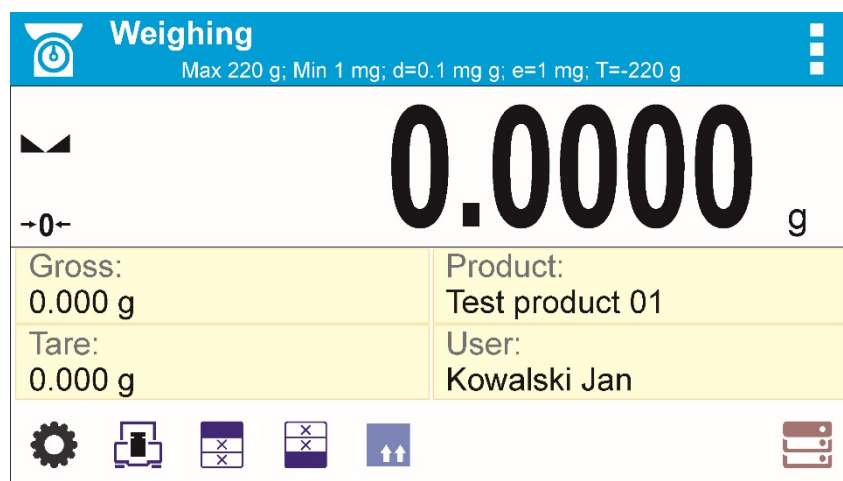 Weighing
Max 220 g; Min 1 mg; d=0.1 mg g; e=1 mg; T=-220 g
0.0000 g
→0←
Gross:
0.000 g
Product:
Test product 01
Tare:
0.000 g
User:
Kowalski Jan